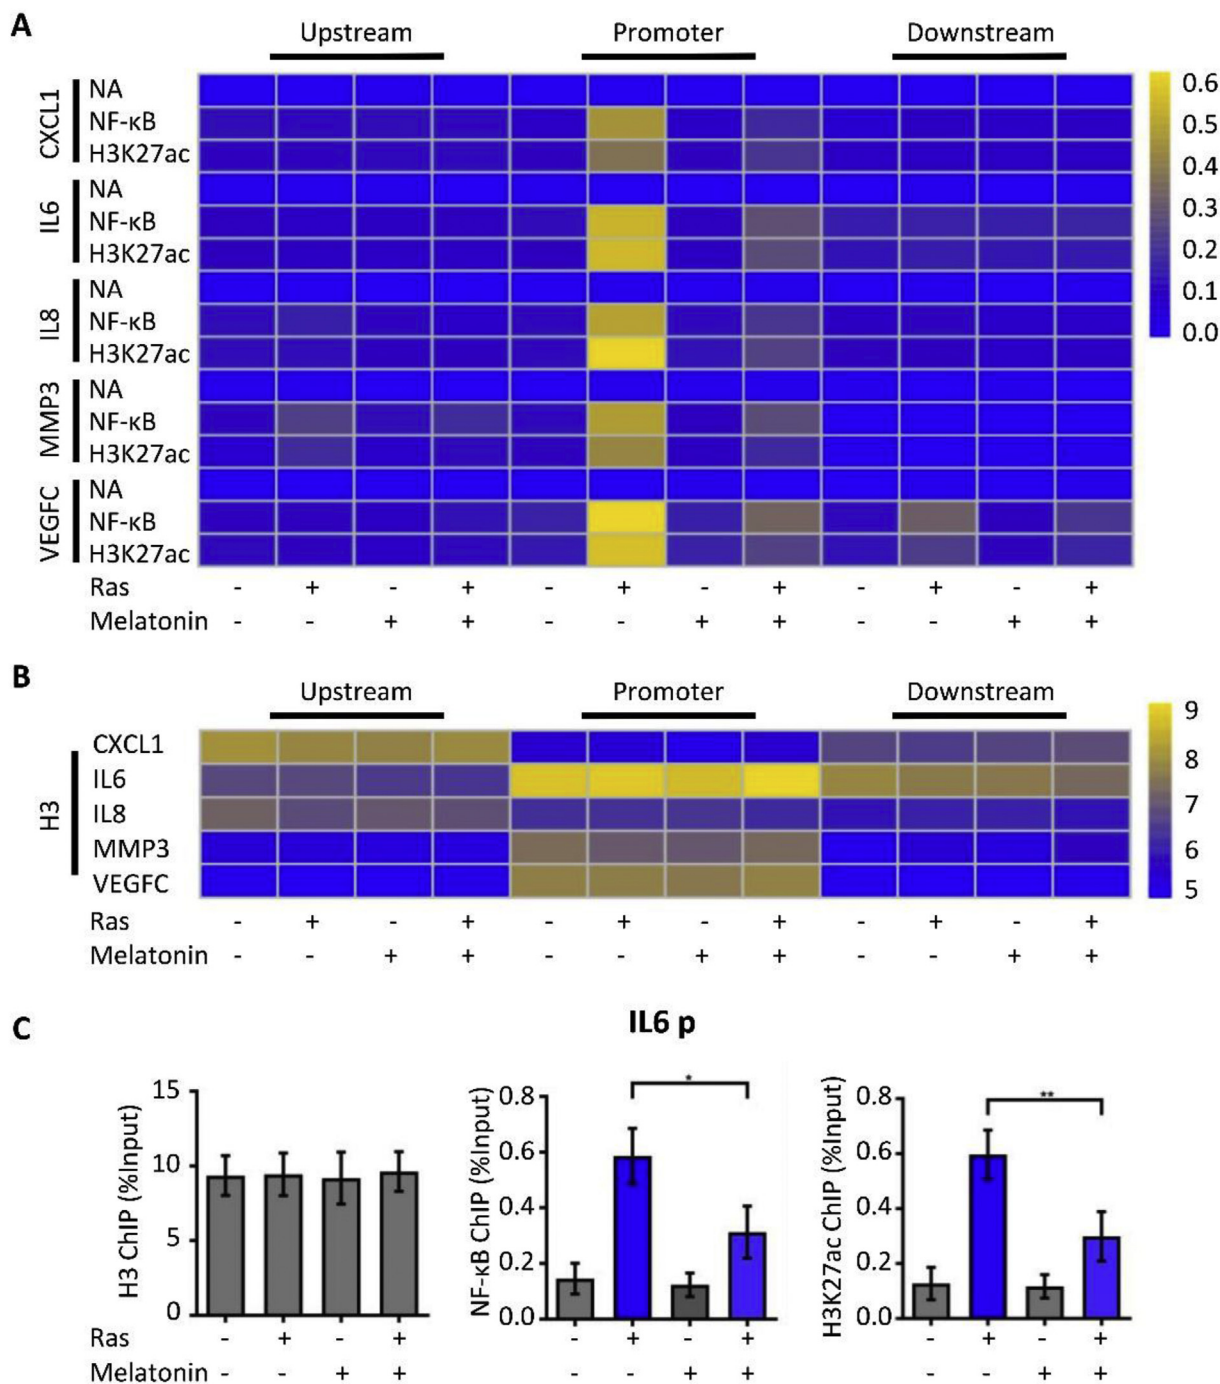 A
Upstream Promoter Downstream
CXCL1
NA
NF-κB
H3K27ac
IL6
NA
NF-κB
H3K27ac
IL8
NA
NF-κB
H3K27ac
MMP3
NA
NF-κB
H3K27ac
VEGFC
NA
NF-κB
H3K27ac
0.6
0.5
0.4
0.3
0.2
0.1
0.0
Ras - + - + - + - + - + - +
Melatonin - - + + - - + + - - + +
B
Upstream Promoter Downstream
H3
CXCL1
IL6
IL8
MMP3
VEGFC
9
8
7
6
5
Ras - + - + - + - + - + - +
Melatonin - - + + - - + + - - + +
C
IL6 p
H3 ChIP (%Input)
15
10
5
0
NF-κB ChIP (%Input)
0.8
0.6
0.4
0.2
0.0
*
H3K27ac ChIP (%Input)
0.8
0.6
0.4
0.2
0.0
**
Ras - + - + - + - + - + - +
Melatonin - - + + - - + + - - + +